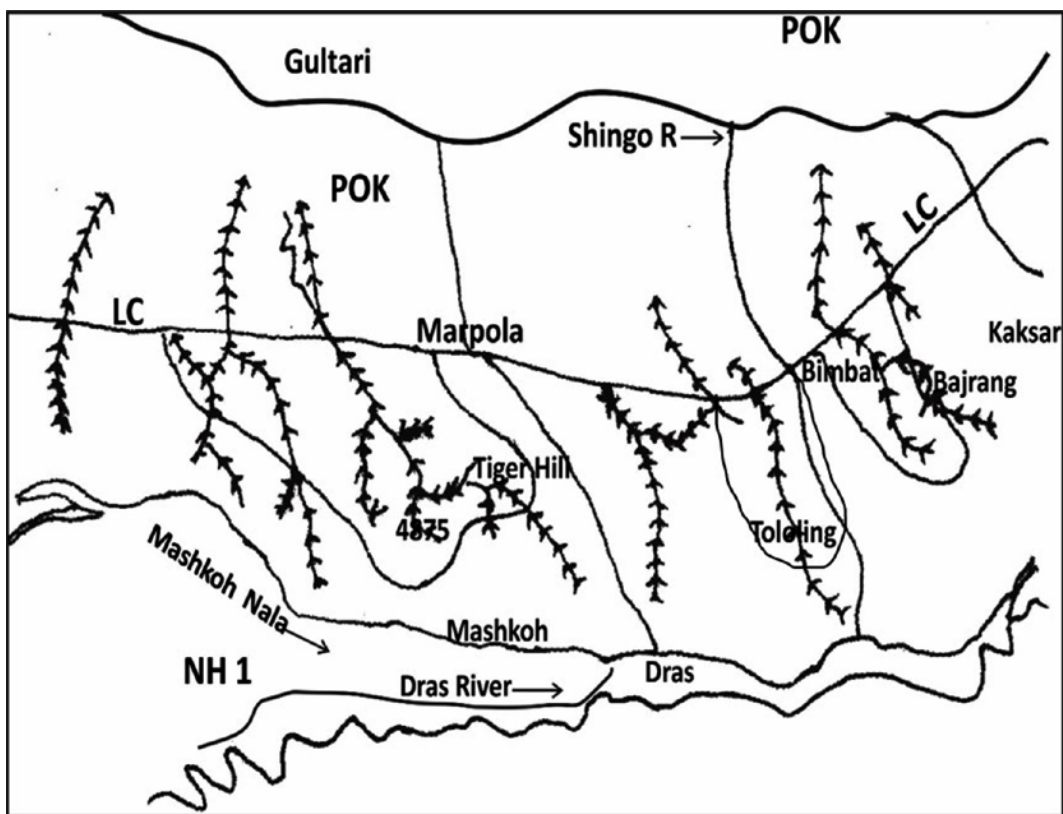 POK
Gultari
Shingo R
POK
LC
LC
Marpola
Kaksar
Bimbat
Bajrang
Tiger Hill
4875
Tololing
Mashkoh Nala
Mashkoh
NH 1
Dras River
Dras